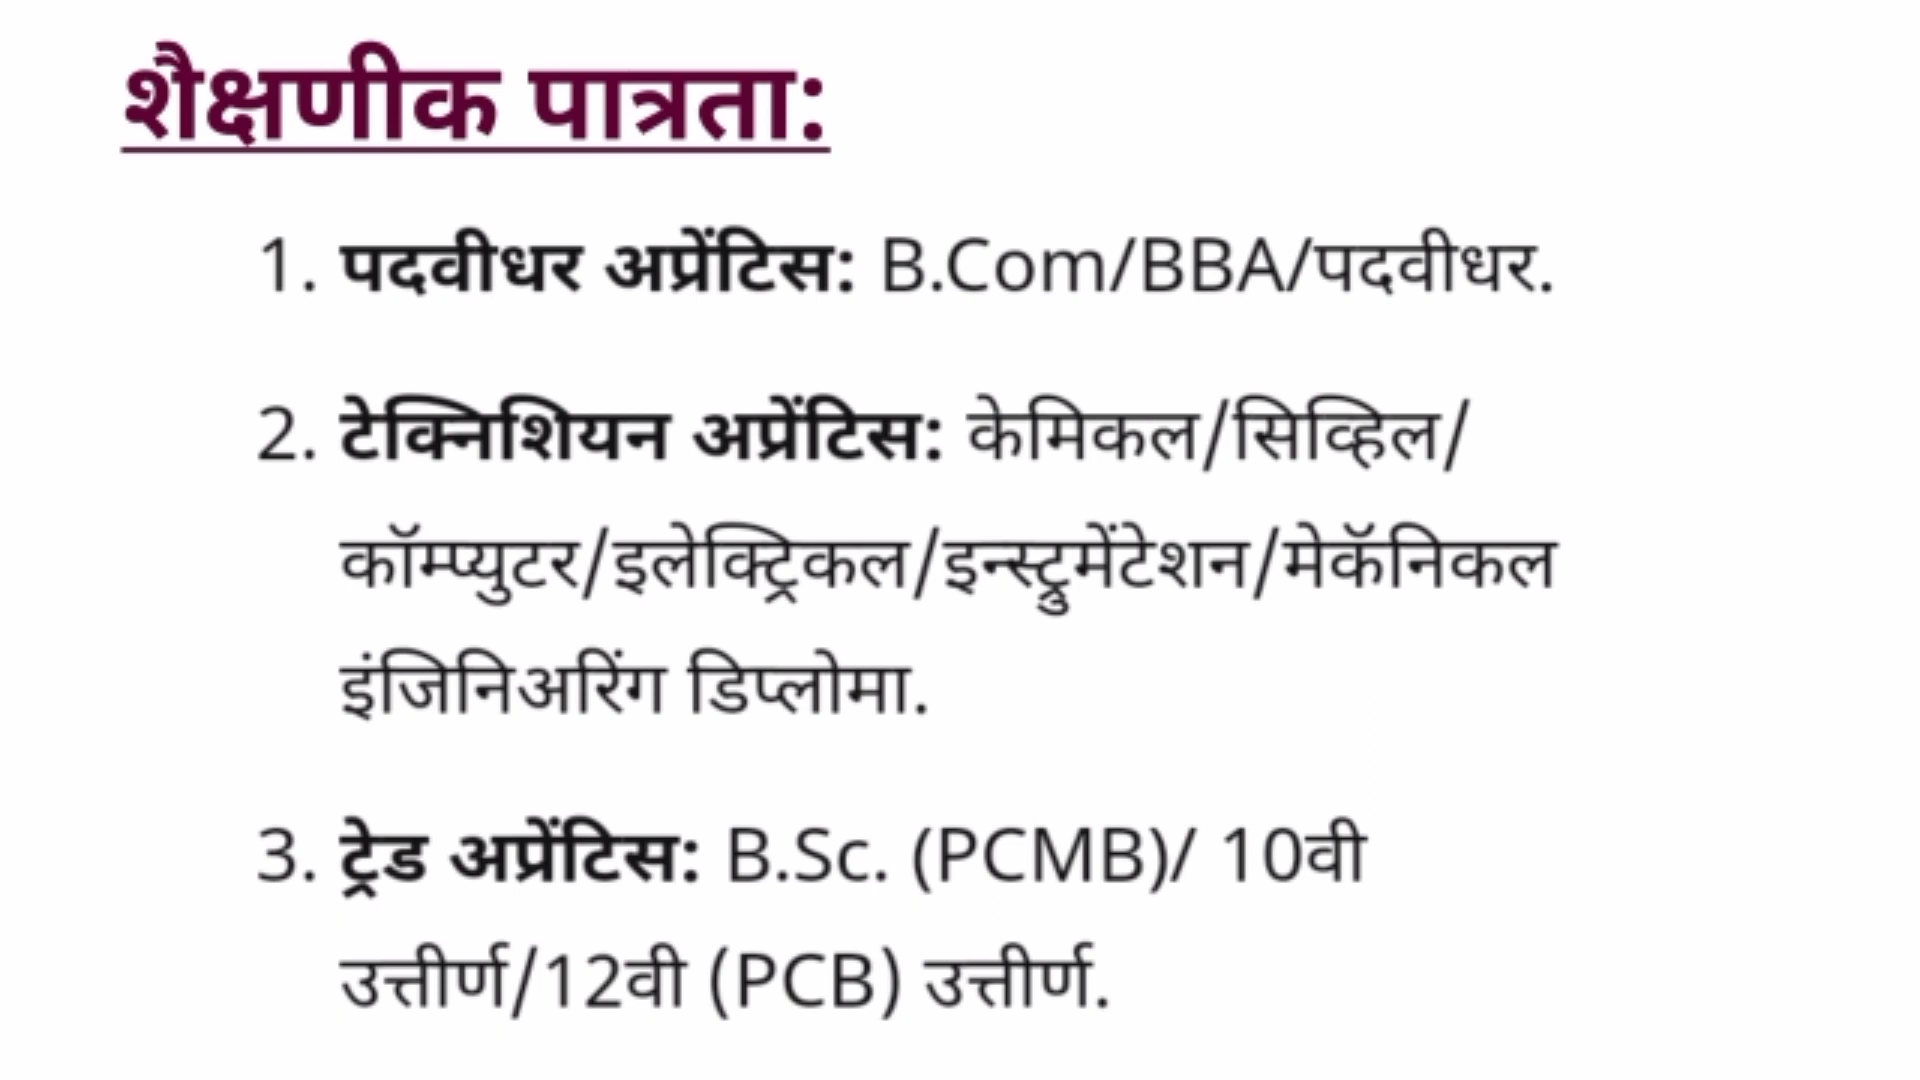 शैक्षणीक पात्रता:
1. पदवीधर अप्रेंटिस: B.Com/BBA/पदवीधर.
2. टेक्निशियन अप्रेंटिस: केमिकल/सिव्हिल/
कॉम्प्युटर/इलेक्ट्रिकल/इन्स्ट्रुमेंटेशन/मेकॅनिकल
इंजिनिअरिंग डिप्लोमा.
3. ट्रेड अप्रेंटिस: B.Sc. (PCMB)/ 10वी
उत्तीर्ण/12वी (PCB) उत्तीर्ण.